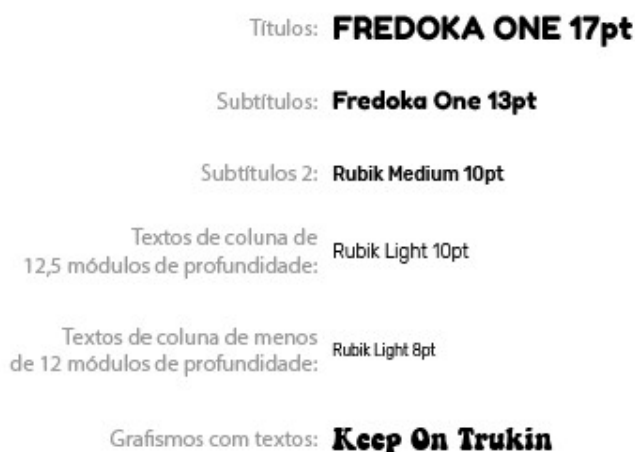 Títulos: FREDOKA ONE 17pt
Subtítulos: Fredoka One 13pt
Subtítulos 2: Rubik Medium 10pt
Textos de coluna de
12,5 módulos de profundidade: Rubik Light 10pt
Textos de coluna de menos
de 12 módulos de profundidade: Rubik Light 8pt
Grafismos com textos: Keep On Trukin